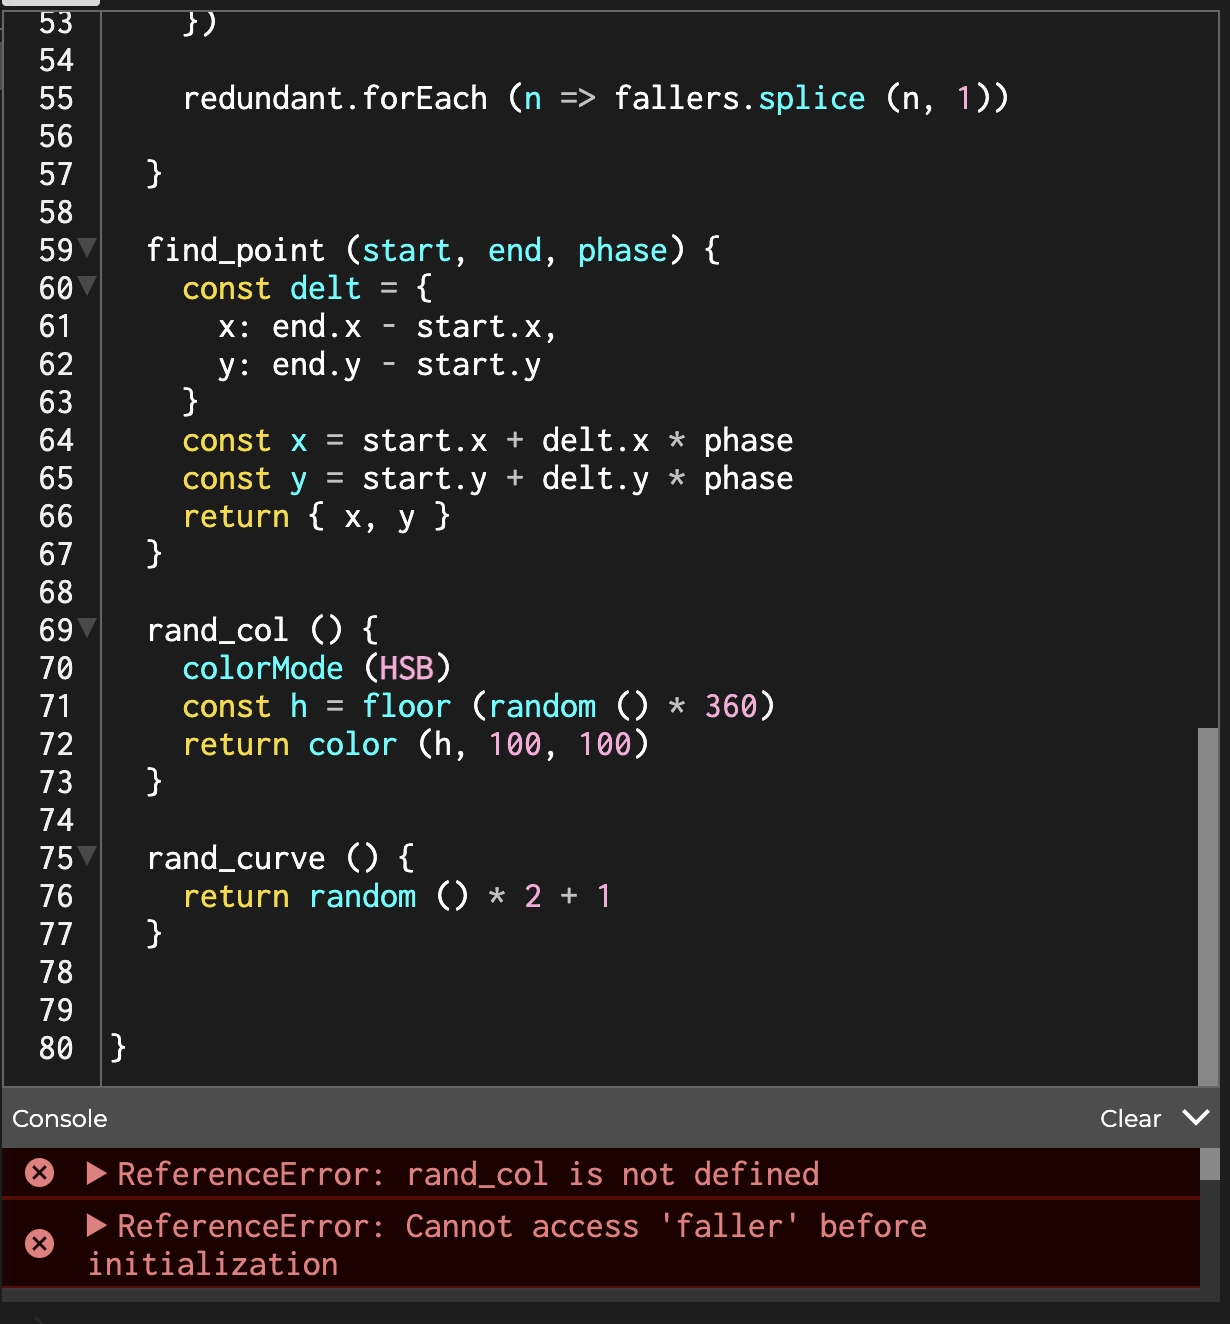 53 })
54
55 redundant.forEach (n => fallers.splice (n, 1))
56
57 }
58
59 find_point (start, end, phase) {
60 const delt = {
61 x: end.x - start.x,
62 y: end.y - start.y
63 }
64 const x = start.x + delt.x * phase
65 const y = start.y + delt.y * phase
66 return { x, y }
67 }
68
69 rand_col () {
70 colorMode (HSB)
71 const h = floor (random () * 360)
72 return color (h, 100, 100)
73 }
74
75 rand_curve () {
76 return random () * 2 + 1
77 }
78
79
80 }
Console Clear
ReferenceError: rand_col is not defined
ReferenceError: Cannot access 'faller' before
initialization